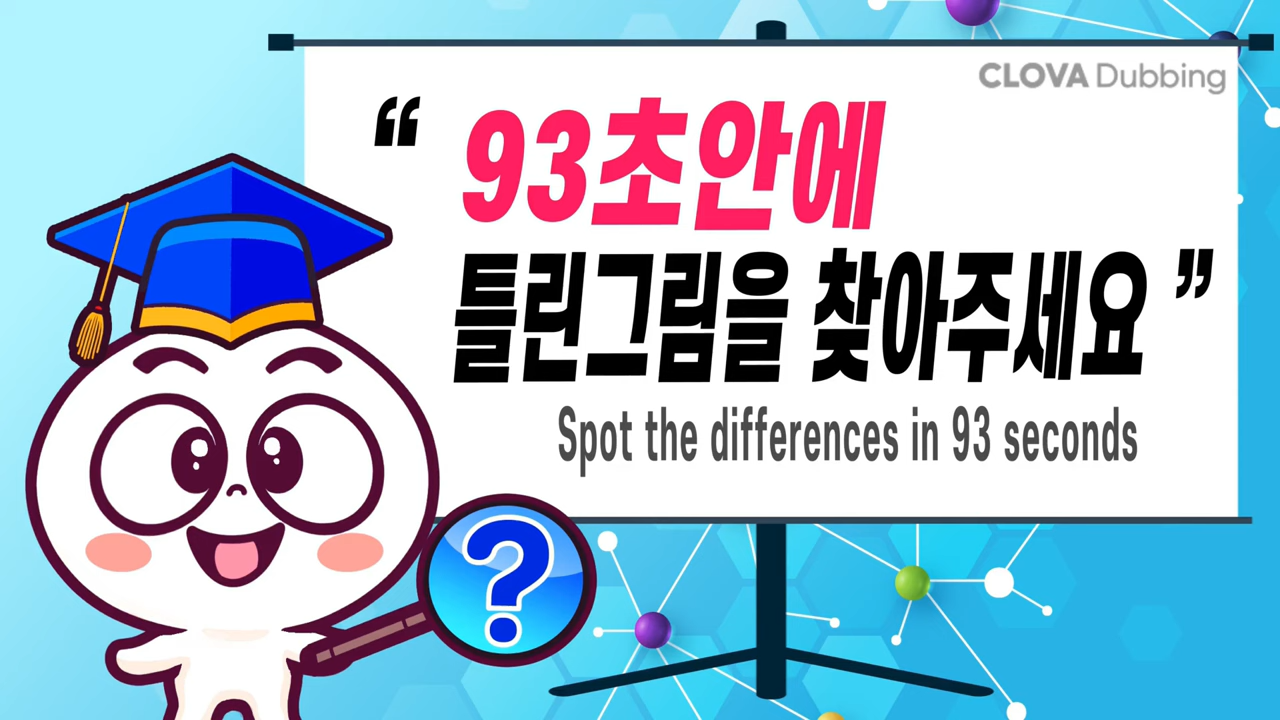 CLOVA Dubbing
“ 93초안에
틀린그림을 찾아주세요 ”
Spot the differences in 93 seconds
?